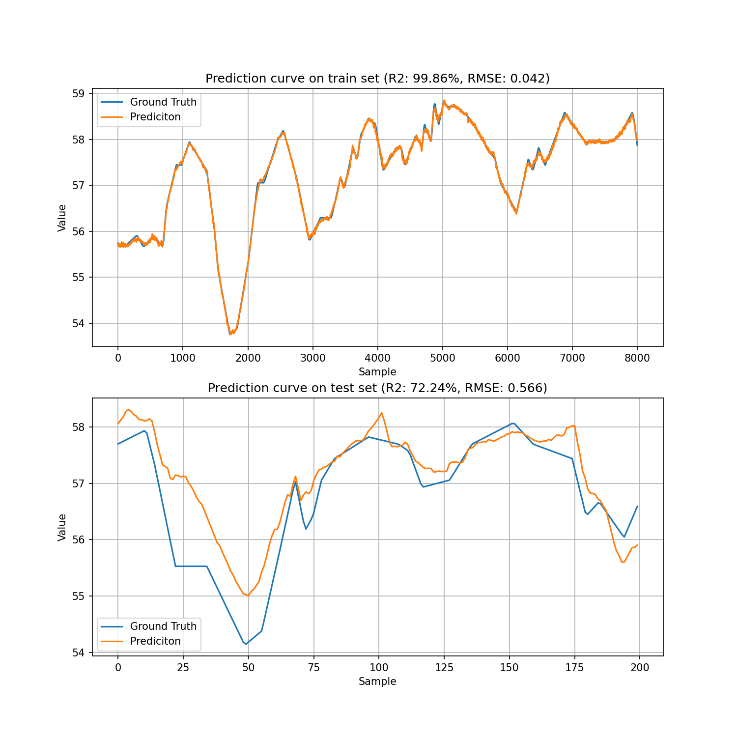 Prediction curve on train set (R2: 99.86%, RMSE: 0.042)
59
58
57
56
55
54
Value
Ground Truth
Prediciton
0 1000 2000 3000 4000 5000 6000 7000 8000
Sample
Prediction curve on test set (R2: 72.24%, RMSE: 0.566)
58
57
56
55
54
Value
Ground Truth
Prediciton
0 25 50 75 100 125 150 175 200
Sample